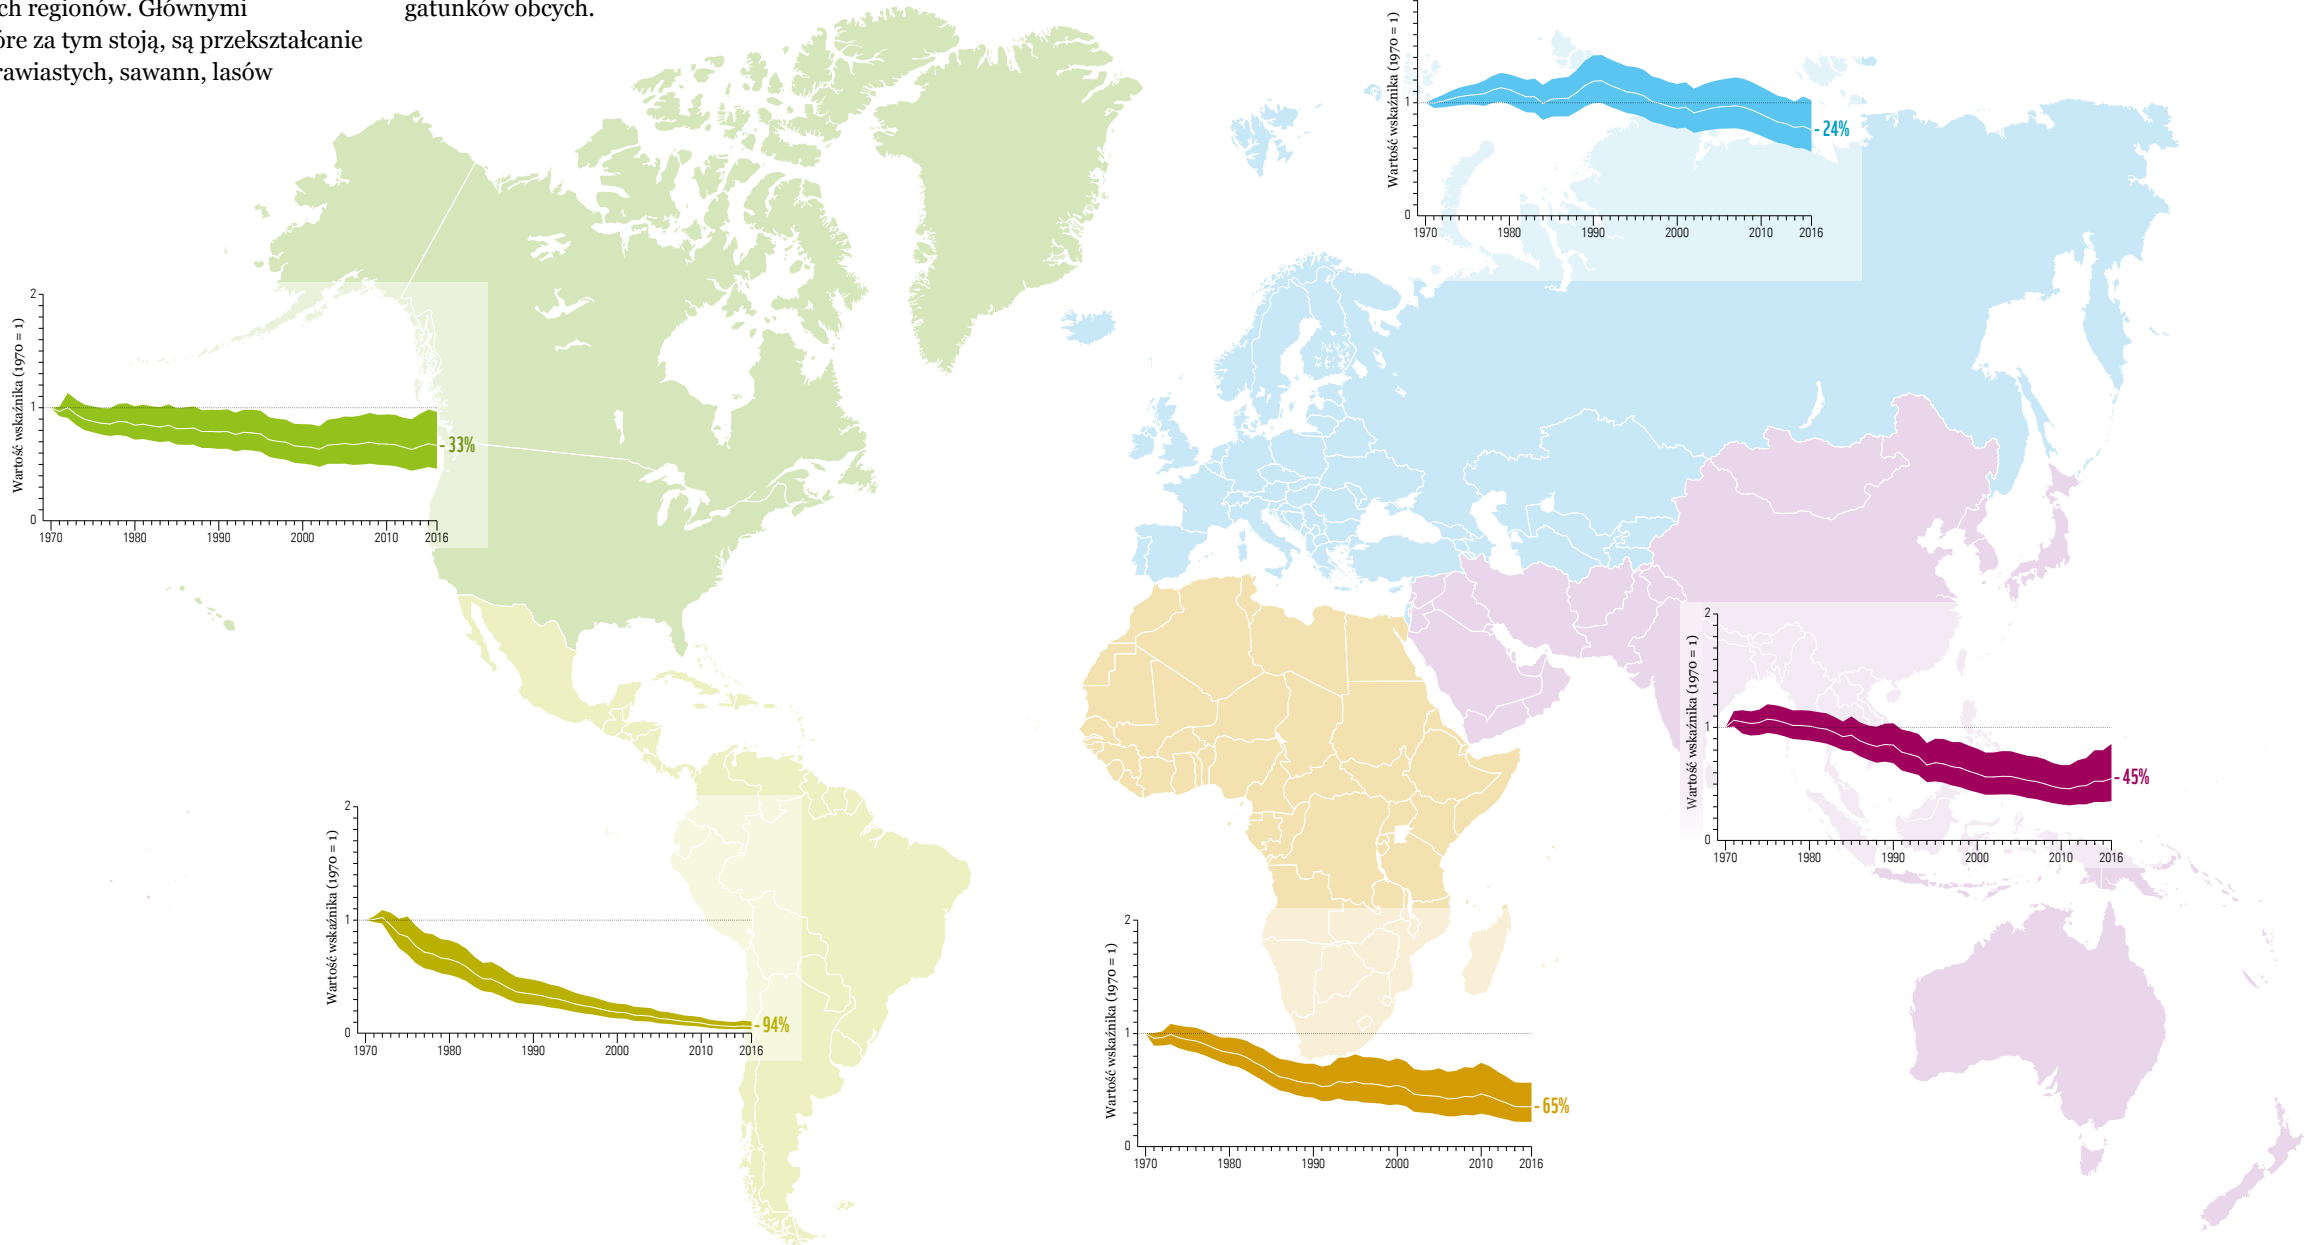 ch regionów. Głównymi
óre za tym stoją, są przekształcanie
rawiastych, sawann, lasów
gatunków obcych.
Wartość wskaźnika (1970 = 1)
1
0
1970 1980 1990 2000 2010 2016
- 24%
Wartość wskaźnika (1970 = 1)
2
1
0
1970 1980 1990 2000 2010 2016
- 33%
Wartość wskaźnika (1970 = 1)
2
1
0
1970 1980 1990 2000 2010 2016
- 45%
Wartość wskaźnika (1970 = 1)
2
1
0
1970 1980 1990 2000 2010 2016
- 94%
Wartość wskaźnika (1970 = 1)
2
1
0
1970 1980 1990 2000 2010 2016
- 65%